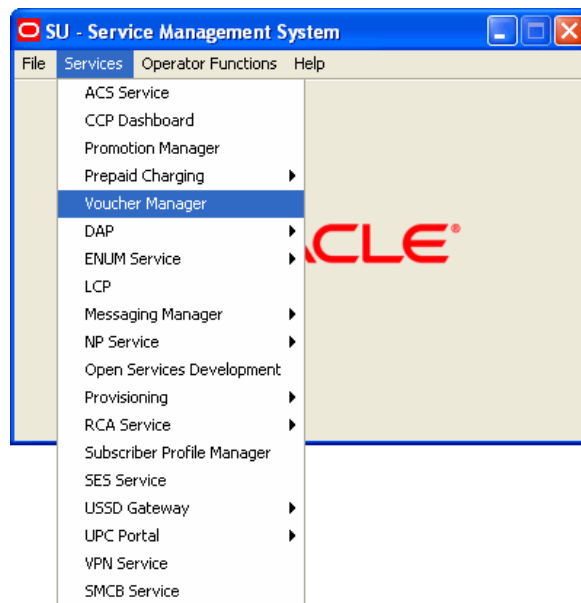 SU - Service Management System
File Services Operator Functions Help
ACS Service
CCP Dashboard
Promotion Manager
Prepaid Charging
Voucher Manager
DAP
ENUM Service
LCP
Messaging Manager
NP Service
Open Services Development
Provisioning
RCA Service
Subscriber Profile Manager
SES Service
USSD Gateway
UPC Portal
VPN Service
SMCB Service
CLE®